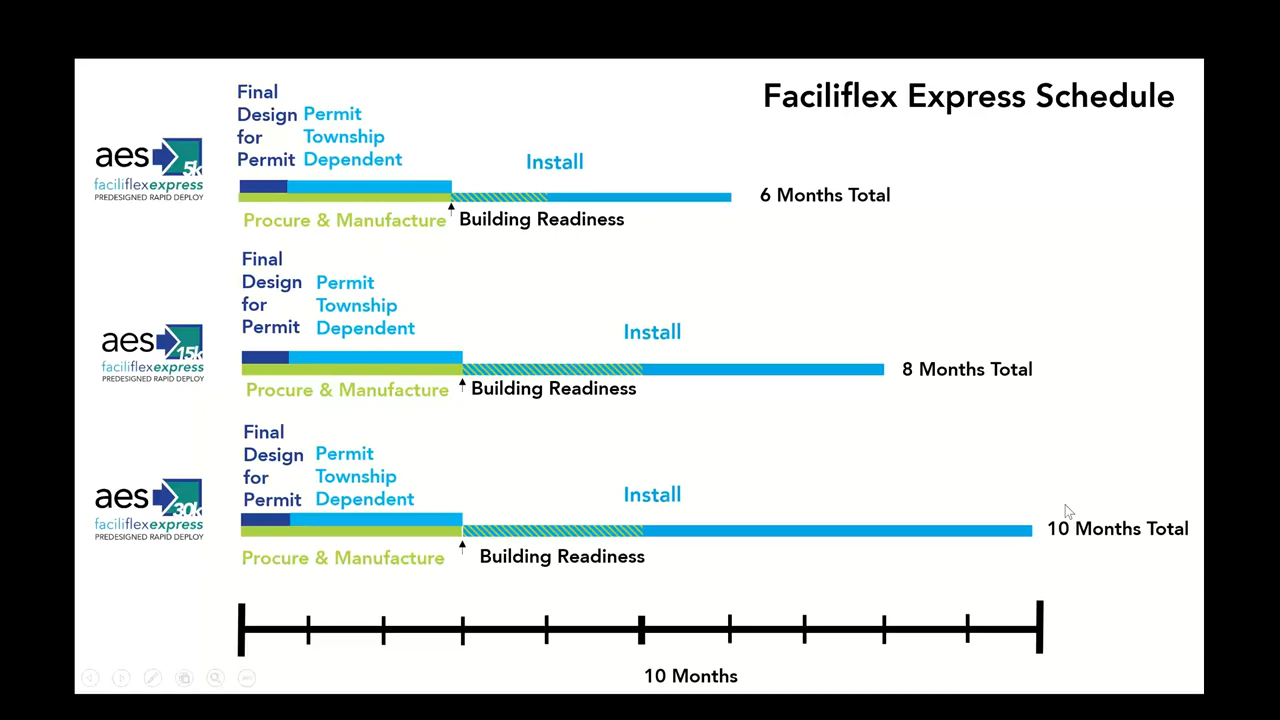 Faciliflex Express Schedule
Final
Design
for
Permit
Permit
Township
Dependent
Install
aes 5k
faciliflexexpress
PREDESIGNED RAPID DEPLOY
6 Months Total
Procure & Manufacture
Building Readiness
Final
Design
for
Permit
Permit
Township
Dependent
Install
aes 15k
faciliflexexpress
PREDESIGNED RAPID DEPLOY
8 Months Total
Procure & Manufacture
Building Readiness
Final
Design
for
Permit
Permit
Township
Dependent
Install
aes 30k
faciliflexexpress
PREDESIGNED RAPID DEPLOY
10 Months Total
Procure & Manufacture
Building Readiness
10 Months